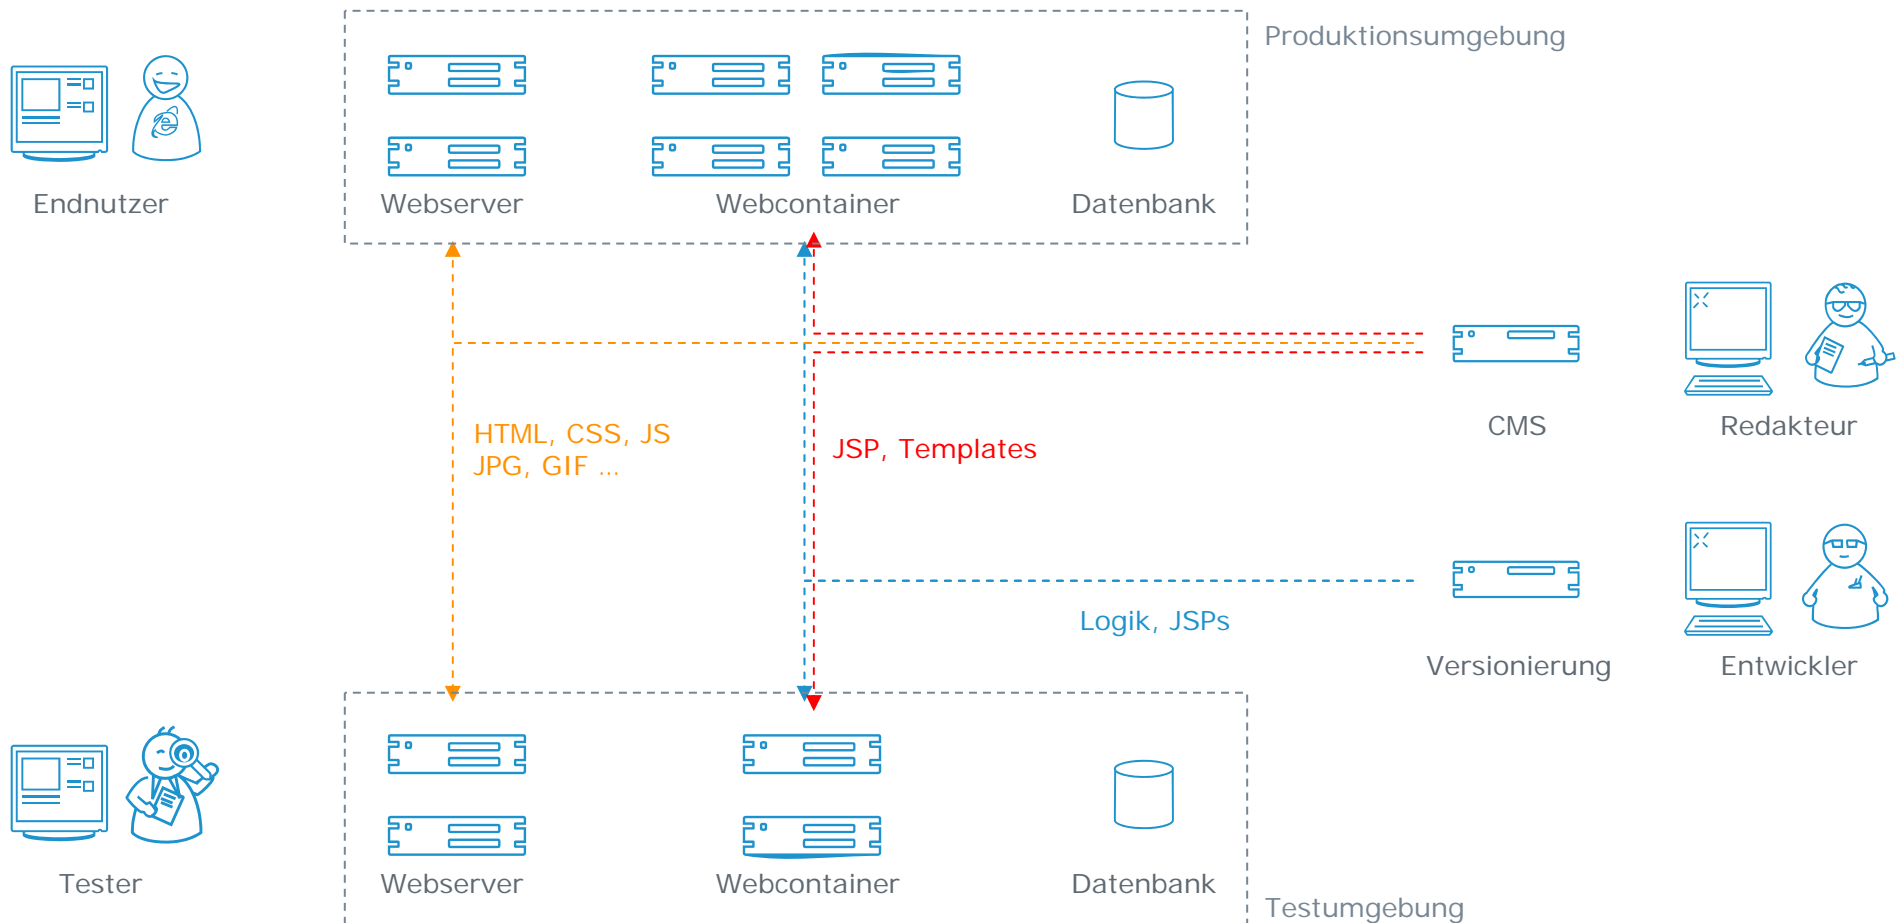 Produktionsumgebung
Endnutzer
Webserver
Webcontainer
Datenbank
HTML, CSS, JS
JPG, GIF ...
JSP, Templates
CMS
Redakteur
Logik, JSPs
Versionierung
Entwickler
Tester
Webserver
Webcontainer
Datenbank
Testumgebung